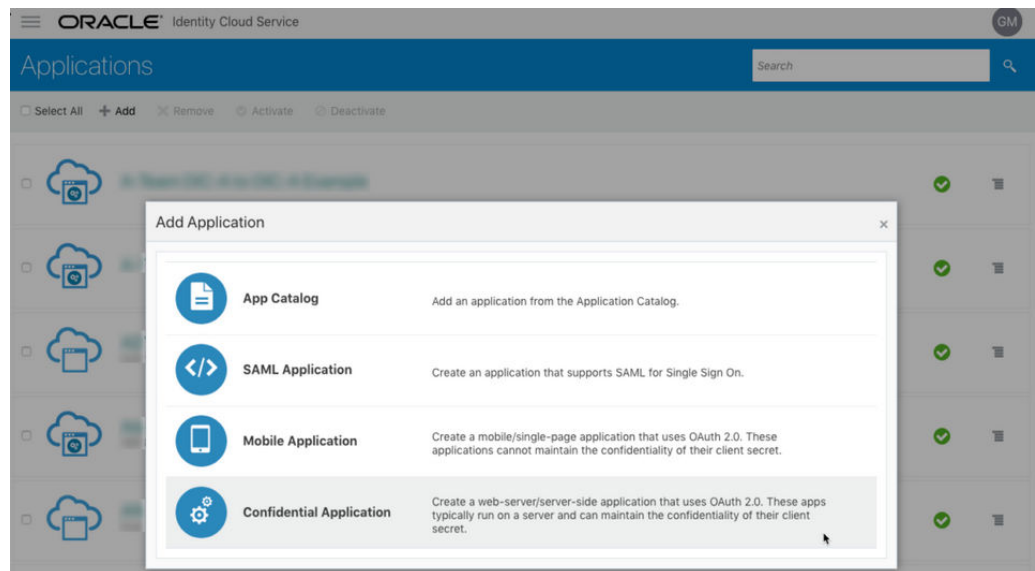 ORACLE® Identity Cloud Service
GM
Applications
Search
Select All + Add Remove Activate Deactivate
Add Application ×
App Catalog
Add an application from the Application Catalog.
SAML Application
Create an application that supports SAML for Single Sign On.
Mobile Application
Create a mobile/single-page application that uses OAuth 2.0. These
applications cannot maintain the confidentiality of their client secret.
Confidential Application
Create a web-server/server-side application that uses OAuth 2.0. These apps
typically run on a server and can maintain the confidentiality of their client
secret.